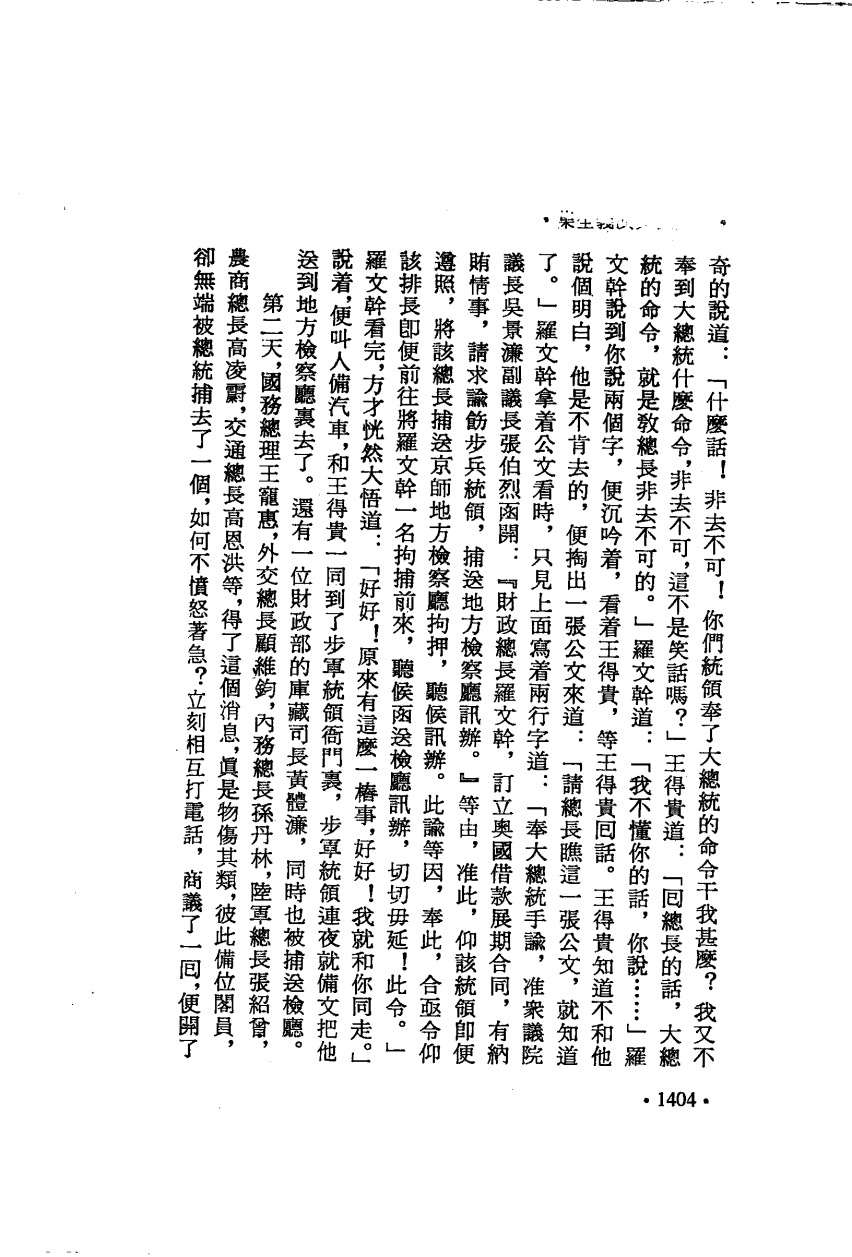 奇的說道：「什麼話！非去不可！你們統領奉了大總統的命令干我甚麼？我又不
奉到大總統什麼命令，非去不可，這不是笑話嗎？」王得貴道：「囘總長的話，大總
統的命令，就是敎總長非去不可的。」羅文幹道：「我不懂你的話，你說……」羅
文幹說到你說兩個字，便沉吟着，看着王得貴，等王得貴囘話。王得貴知道不和他
說個明白，他是不肯去的，便掏出一張公文來道：「請總長瞧這一張公文，就知道
了。」羅文幹拿着公文看時，只見上面寫着兩行字道：「奉大總統手諭，准衆議院
議長吳景濂副議長張伯烈函開：『財政總長羅文幹，訂立奧國借款展期合同，有納
賄情事，請求諭飭步兵統領，捕送地方檢察廳訊辦。』等由，准此，仰該統領卽便
遵照，將該總長捕送京師地方檢察廳拘押，聽候訊辦。此諭等因，奉此，合亟令仰
該排長卽便前往將羅文幹一名拘捕前來，聽候函送檢廳訊辦，切切毋延！此令。」
羅文幹看完，方才恍然大悟道：「好好！原來有這麼一樁事，好好！我就和你同走。」
說着，便叫人備汽車，和王得貴一同到了步軍統領衙門裏，步軍統領連夜就備文把他
送到地方檢察廳裏去了。還有一位財政部的庫藏司長黃體濂，同時也被捕送檢廳。
第二天，國務總理王寵惠，外交總長顧維鈞，內務總長孫丹林，陸軍總長張紹曾，
農商總長高凌霨，交通總長高恩洪等，得了這個消息，眞是物傷其類，彼此備位閣員，
卻無端被總統捕去了一個，如何不憤怒著急？立刻相互打電話，商議了一囘，便開了
•1404•